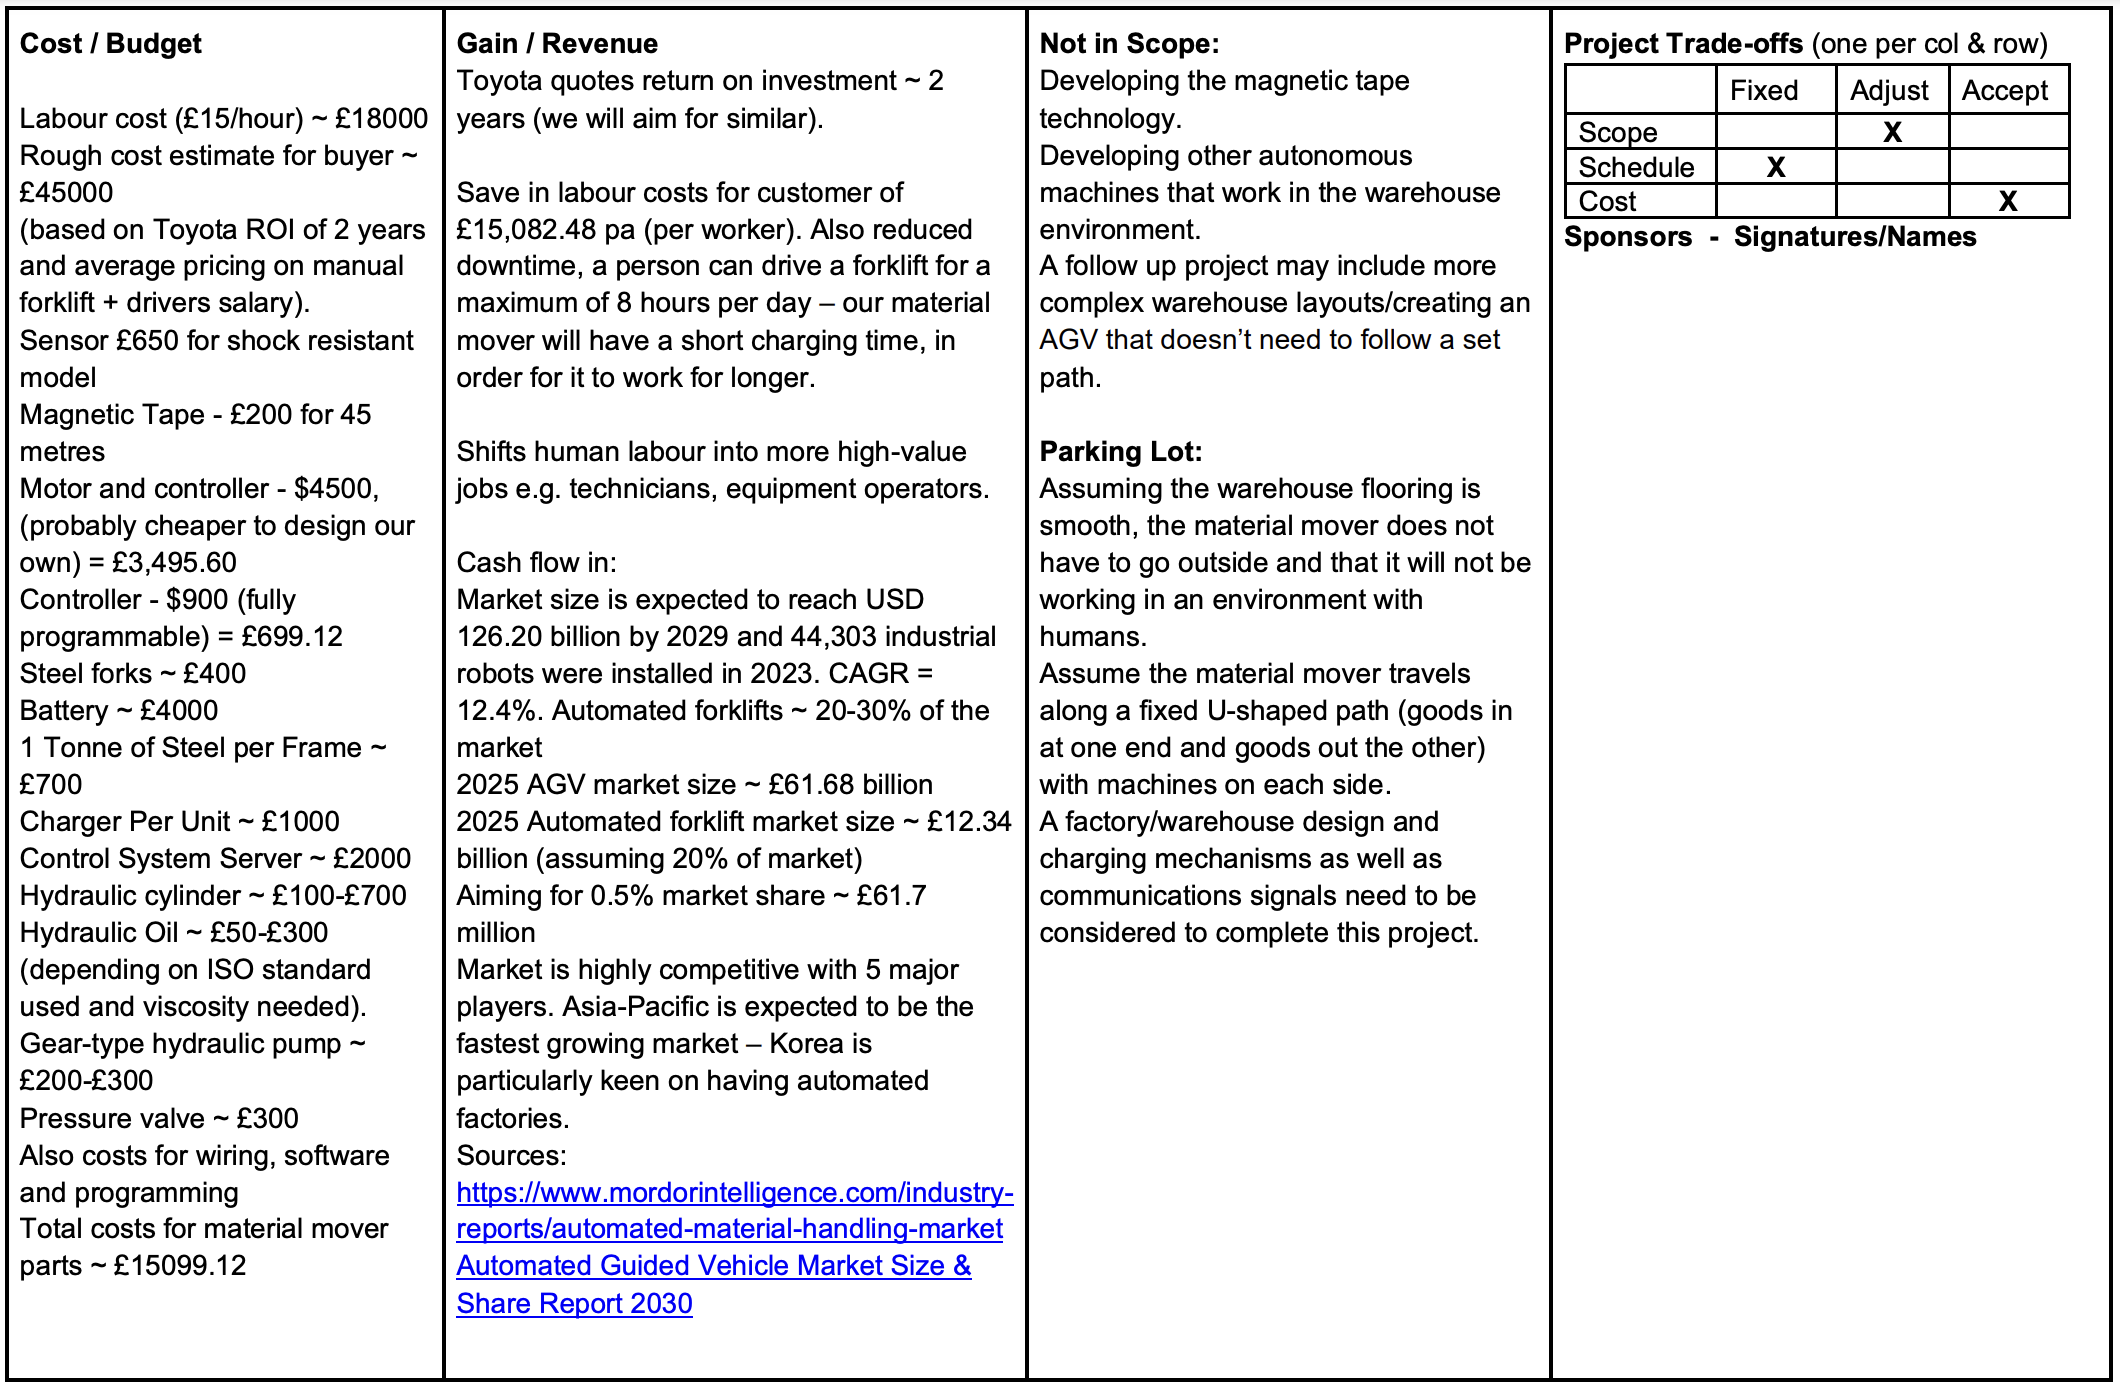 Cost / Budget
Labour cost (£15/hour) ~ £18000
Rough cost estimate for buyer ~
£45000
(based on Toyota ROI of 2 years
and average pricing on manual
forklift + drivers salary).
Sensor £650 for shock resistant
model
Magnetic Tape - £200 for 45
metres
Motor and controller - $4500,
(probably cheaper to design our
own) = £3,495.60
Controller - $900 (fully
programmable) = £699.12
Steel forks ~ £400
Battery ~ £4000
1 Tonne of Steel per Frame ~
£700
Charger Per Unit ~ £1000
Control System Server ~ £2000
Hydraulic cylinder ~ £100-£700
Hydraulic Oil ~ £50-£300
(depending on ISO standard
used and viscosity needed).
Gear-type hydraulic pump ~
£200-£300
Pressure valve ~ £300
Also costs for wiring, software
and programming
Total costs for material mover
parts ~ £15099.12
Gain / Revenue
Toyota quotes return on investment ~ 2
years (we will aim for similar).
Save in labour costs for customer of
£15,082.48 pa (per worker). Also reduced
downtime, a person can drive a forklift for a
maximum of 8 hours per day – our material
mover will have a short charging time, in
order for it to work for longer.
Shifts human labour into more high-value
jobs e.g. technicians, equipment operators.
Cash flow in:
Market size is expected to reach USD
126.20 billion by 2029 and 44,303 industrial
robots were installed in 2023. CAGR =
12.4%. Automated forklifts ~ 20-30% of the
market
2025 AGV market size ~ £61.68 billion
2025 Automated forklift market size ~ £12.34
billion (assuming 20% of market)
Aiming for 0.5% market share ~ £61.7
million
Market is highly competitive with 5 major
players. Asia-Pacific is expected to be the
fastest growing market – Korea is
particularly keen on having automated
factories.
Sources:
https://www.mordorintelligence.com/industry-
reports/automated-material-handling-market
Automated Guided Vehicle Market Size &
Share Report 2030
Not in Scope:
Developing the magnetic tape
technology.
Developing other autonomous
machines that work in the warehouse
environment.
A follow up project may include more
complex warehouse layouts/creating an
AGV that doesn’t need to follow a set
path.
Parking Lot:
Assuming the warehouse flooring is
smooth, the material mover does not
have to go outside and that it will not be
working in an environment with
humans.
Assume the material mover travels
along a fixed U-shaped path (goods in
at one end and goods out the other)
with machines on each side.
A factory/warehouse design and
charging mechanisms as well as
communications signals need to be
considered to complete this project.
Project Trade-offs (one per col & row)
Fixed Adjust Accept
Scope X
Schedule X
Cost X
Sponsors - Signatures/Names